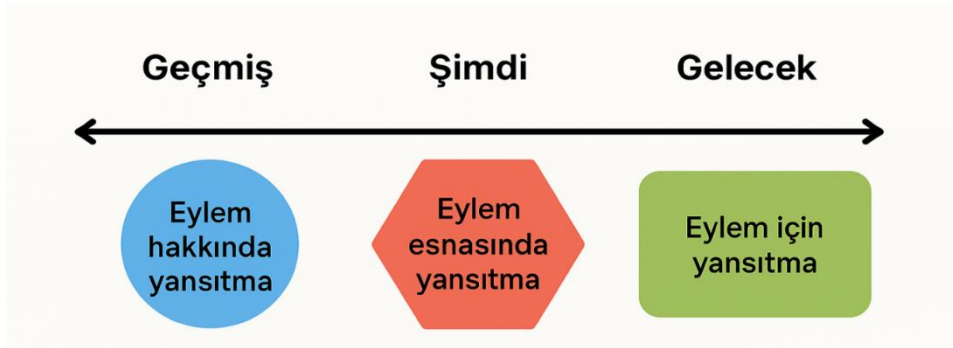 Geçmiş Şimdi Gelecek
Eylem
hakkında
yansıtma
Eylem
esnasında
yansıtma
Eylem için
yansıtma